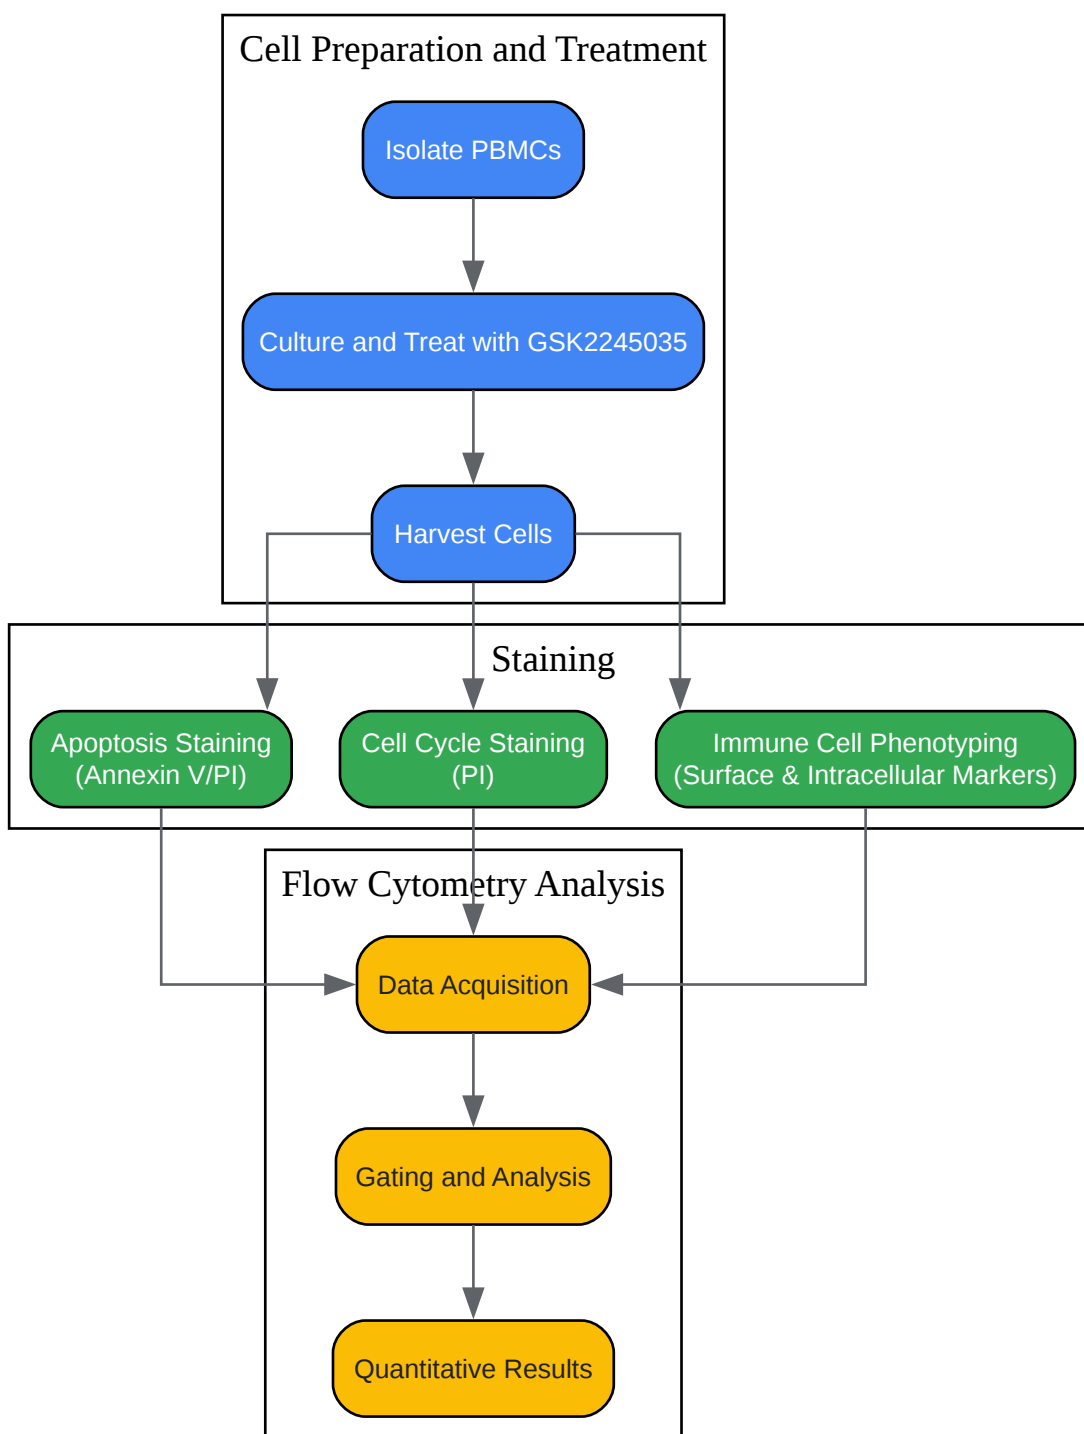 Cell Preparation and Treatment
Isolate PBMCs
Culture and Treat with GSK2245035
Harvest Cells
Staining
Apoptosis Staining
(Annexin V/PI)
Cell Cycle Staining
(PI)
Immune Cell Phenotyping
(Surface & Intracellular Markers)
Flow Cytometry Analysis
Data Acquisition
Gating and Analysis
Quantitative Results